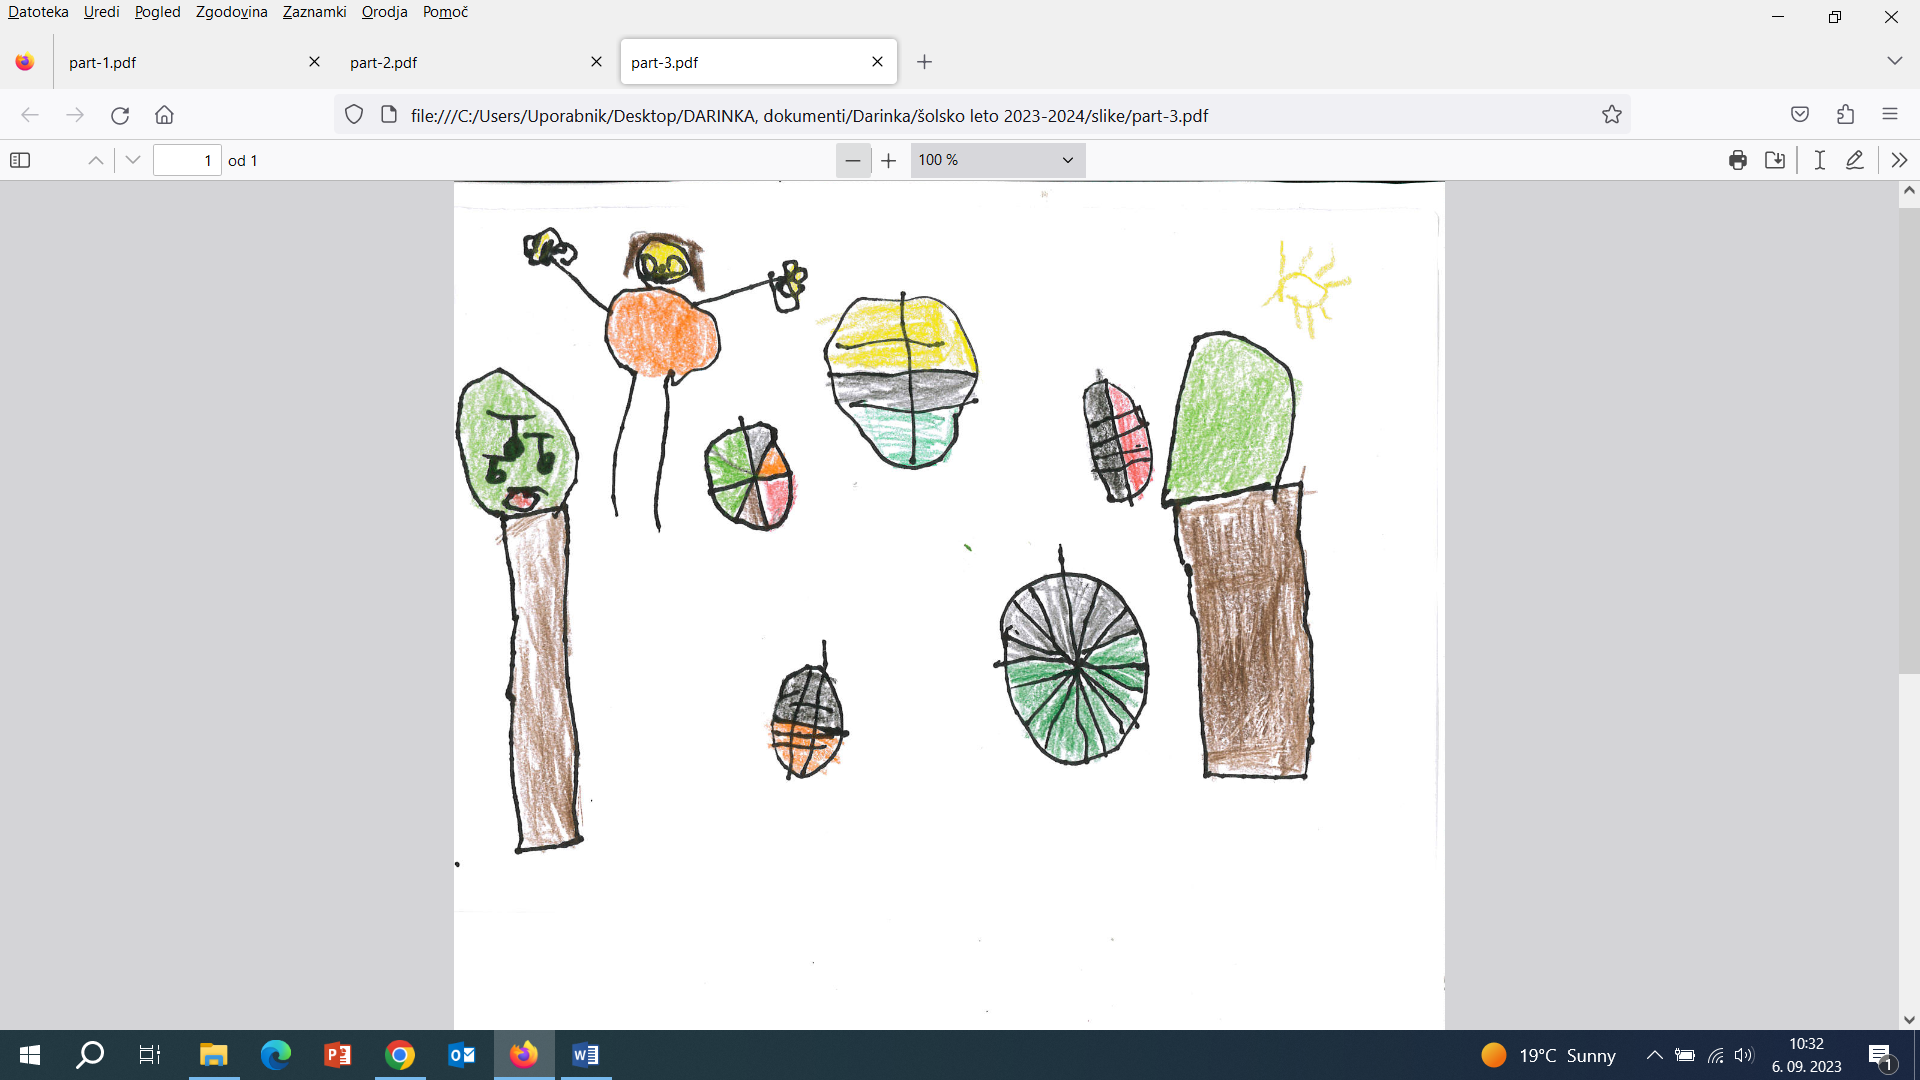 Datoteka Uredi Pogled Zgodovina Zaznamki Orodja Pomoč
part-1.pdf part-2.pdf part-3.pdf
file:///C:/Users/Uporabnik/Desktop/DARINKA, dokumenti/Darinka/šolsko leto 2023-2024/slike/part-3.pdf
1 od 1 100 %
19°C Sunny
10:32
6. 09. 2023
1